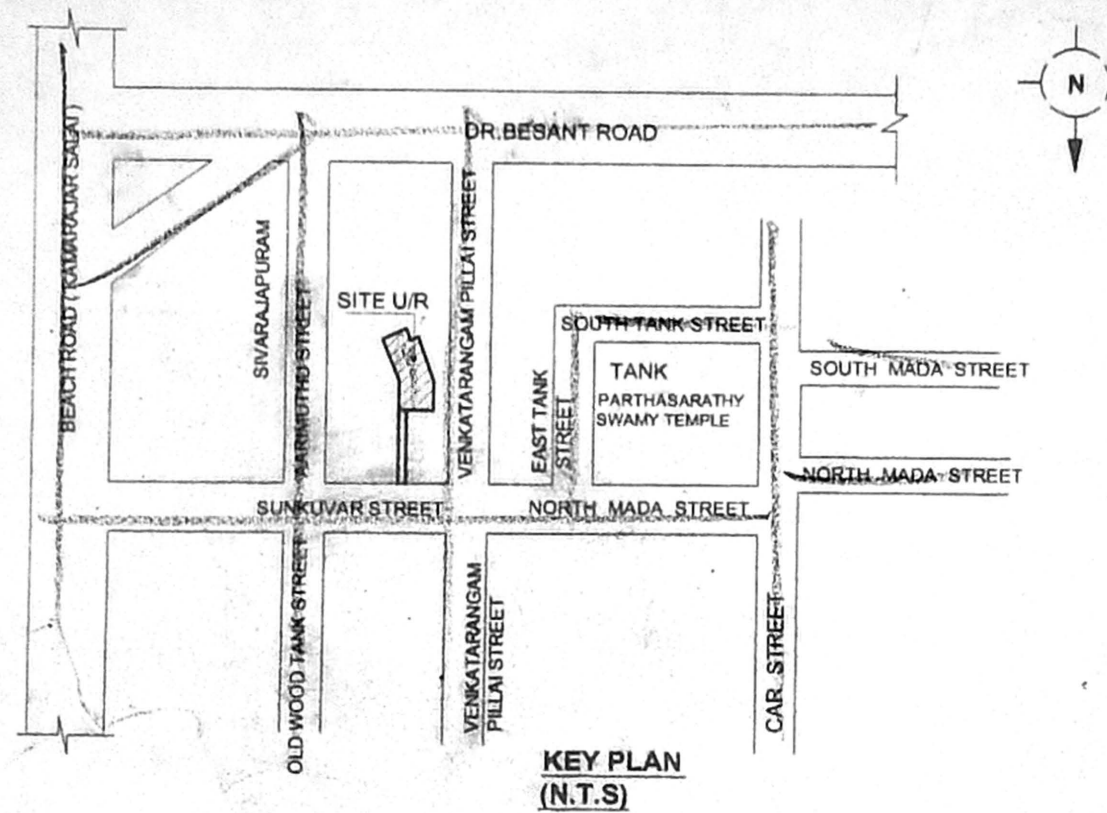 N
DR.BESANT ROAD
BEACH ROAD ( KAMARAJAR SALAI )
SIVARAJAPURAM
AARIMUTHU STREET
SITE U/R
VENKATARANGAM PILLAI STREET
SOUTH TANK STREET
TANK
PARTHASARATHY
SWAMY TEMPLE
EAST TANK
STREET
SOUTH MADA STREET
NORTH MADA STREET
SUNKUVAR STREET
NORTH MADA STREET
OLD WOOD TANK STREET
VENKATARANGAM
PILLAI STREET
CAR STREET
KEY PLAN
(N.T.S)